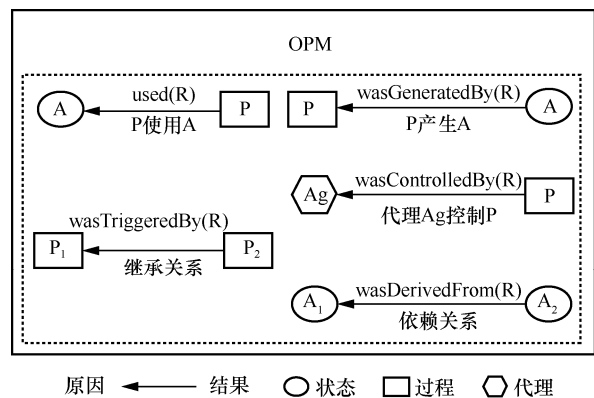 OPM
A used(R) P
P使用A
P wasGeneratedBy(R) A
P产生A
Ag wasControlledBy(R) P
代理Ag控制P
wasTriggeredBy(R)
P₁ P₂
继承关系
A₁ wasDerivedFrom(R) A₂
依赖关系
原因 结果 状态 过程 代理